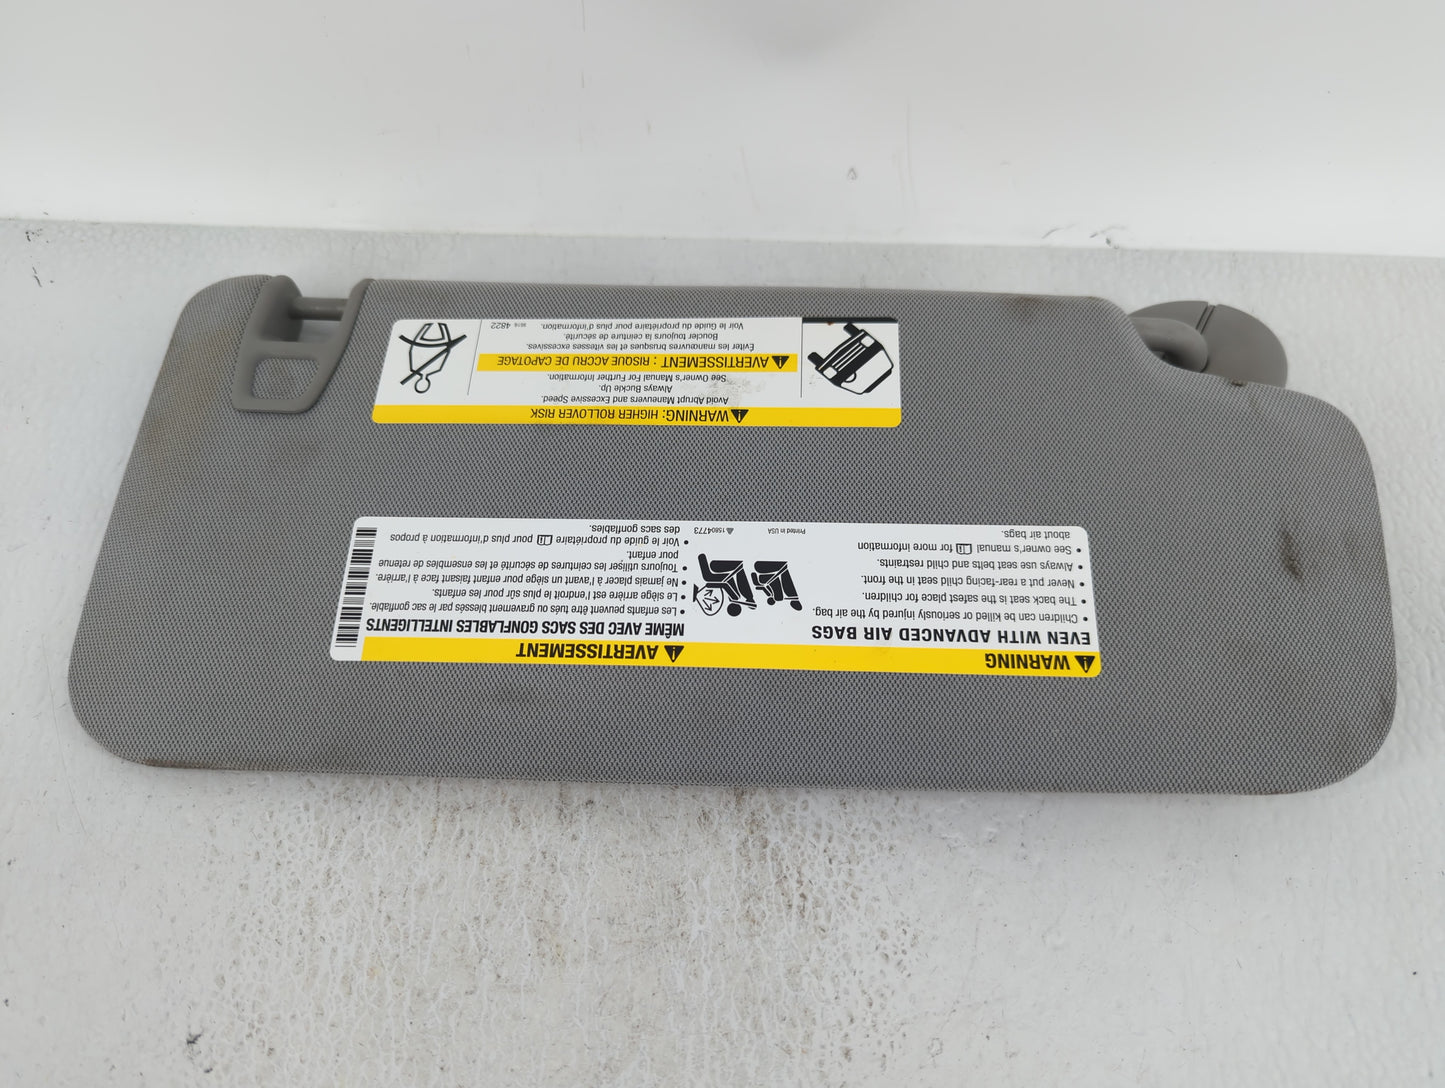 WARNING
EVEN WITH ADVANCED AIR BAGS
• Children can be killed or seriously injured by the air bag.
• The back seat is the safest place for children.
• Never put a rear-facing child seat in the front.
• Always use seat belts and child restraints.
• See owner's manual for more information
about air bags.
Printed in USA
15804773
AVERTISSEMENT
MÊME AVEC DES SACS GONFLABLES INTELLIGENTS
• Les enfants peuvent être tués ou gravement blessés par le sac gonflable.
• Le siège arrière est l'endroit le plus sûr pour les enfants.
• Ne jamais placer à l'avant un siège pour enfant faisant face à l'arrière.
• Toujours utiliser les ceintures de sécurité et les ensembles de retenue
pour enfant.
• Voir le guide du propriétaire pour plus d'information à propos
des sacs gonflables.
WARNING: HIGHER ROLLOVER RISK
Avoid Abrupt Maneuvers and Excessive Speed.
Always Buckle Up.
See Owner's Manual For Further Information.
AVERTISSEMENT : RISQUE ACCRU DE CAPOTAGE
Eviter les manœuvres brusques et les vitesses excessives.
Boucler toujours la ceinture de sécurité.
Voir le Guide du propriétaire pour plus d'information.
4822